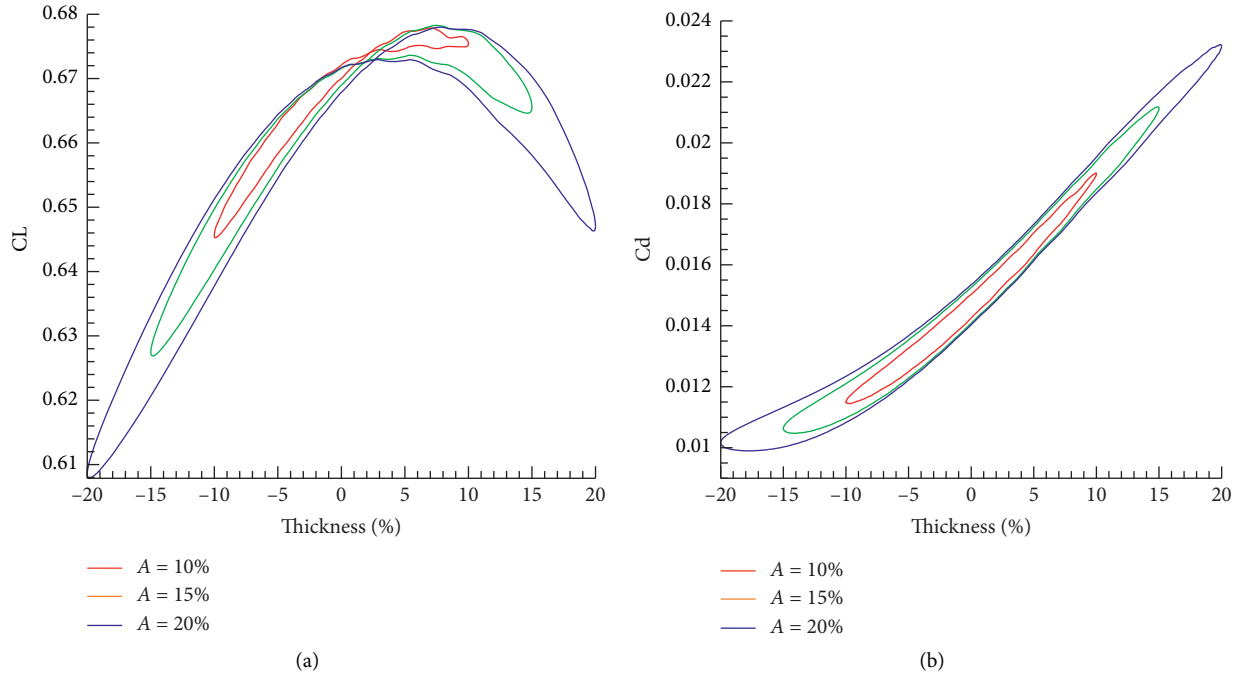 0.68
0.67
0.66
0.65
0.64
0.63
0.62
0.61
CL
−20 −15 −10 −5 0 5 10 15 20
Thickness (%)
A = 10%
A = 15%
A = 20%
(a)
0.024
0.022
0.02
0.018
0.016
0.014
0.012
0.01
Cd
−20 −15 −10 −5 0 5 10 15 20
Thickness (%)
A = 10%
A = 15%
A = 20%
(b)